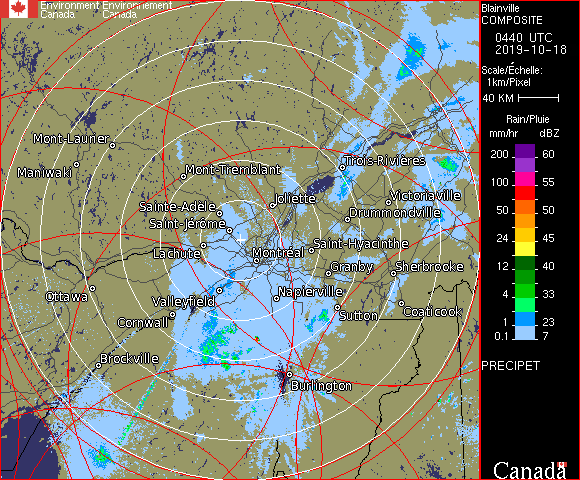 Environment Environnement
Canada Canada
Blainville
COMPOSITE
0440 UTC
2019-10-18
Scale/Échelle:
1km/Pixel
40 KM
Rain/Pluie
mm/hr dBZ
200 60
100 55
50 50
24 45
12 40
4 33
1 23
0.1 7
PRECIPET
Canada
Mont-Laurier
Maniwaki
Mont-Tremblant
Trois-Rivières
Joliette
Victoriaville
Sainte-Adèle
Drummondville
Saint-Jérôme
Saint-Hyacinthe
Lachute
Montréal
Granby
Sherbrooke
Ottawa
Valleyfield
Napierville
Coaticook
Cornwall
Sutton
Brockville
Burlington